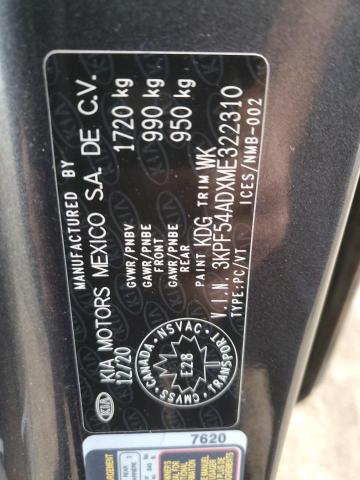 MANUFACTURED BY
KIA MOTORS MEXICO S.A. DE C.V.
12/20
GVWR/PNBV 1720 kg
GAWR/PNBE FRONT 990 kg
GAWR/PNBE REAR 950 kg
PAINT KDG TRIM WK
V.I.N. 3KPF54ADXME322310
TYPE:PC/VT ICES/NMB-002
KIA
CANADA·NSVAC·TRANSPORT·CMVSS
E28
7620